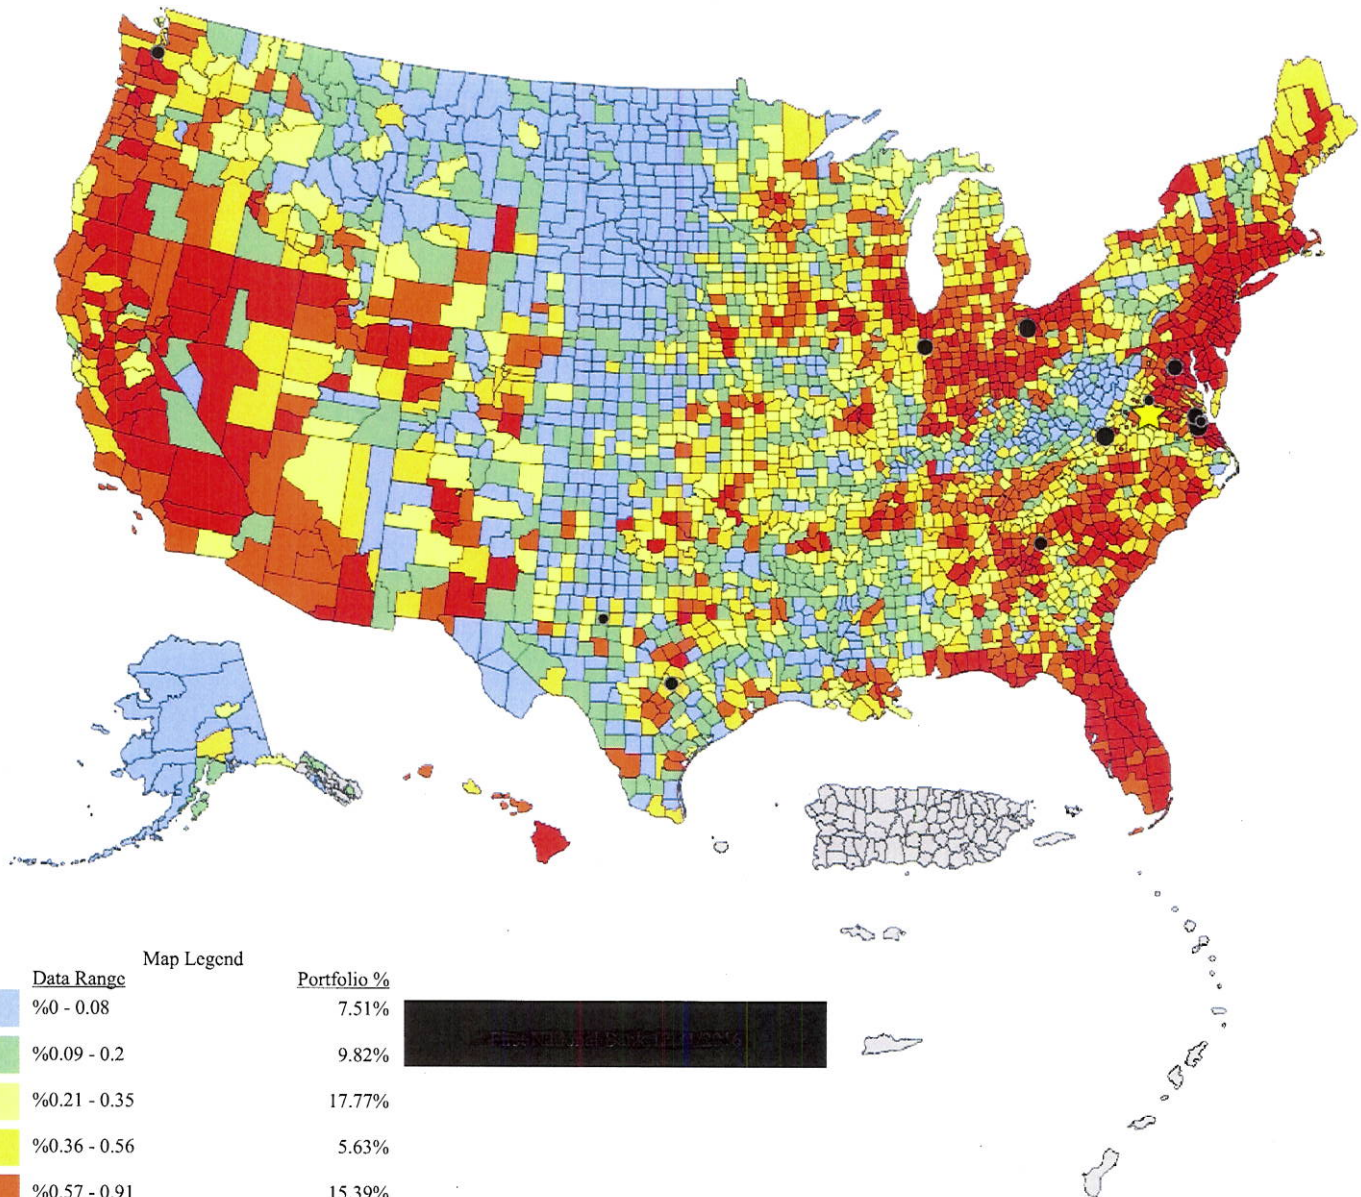 Map Legend
Data Range Portfolio %
%0 - 0.08 7.51%
%0.09 - 0.2 9.82%
%0.21 - 0.35 17.77%
%0.36 - 0.56 5.63%
%0.57 - 0.91 15.39%